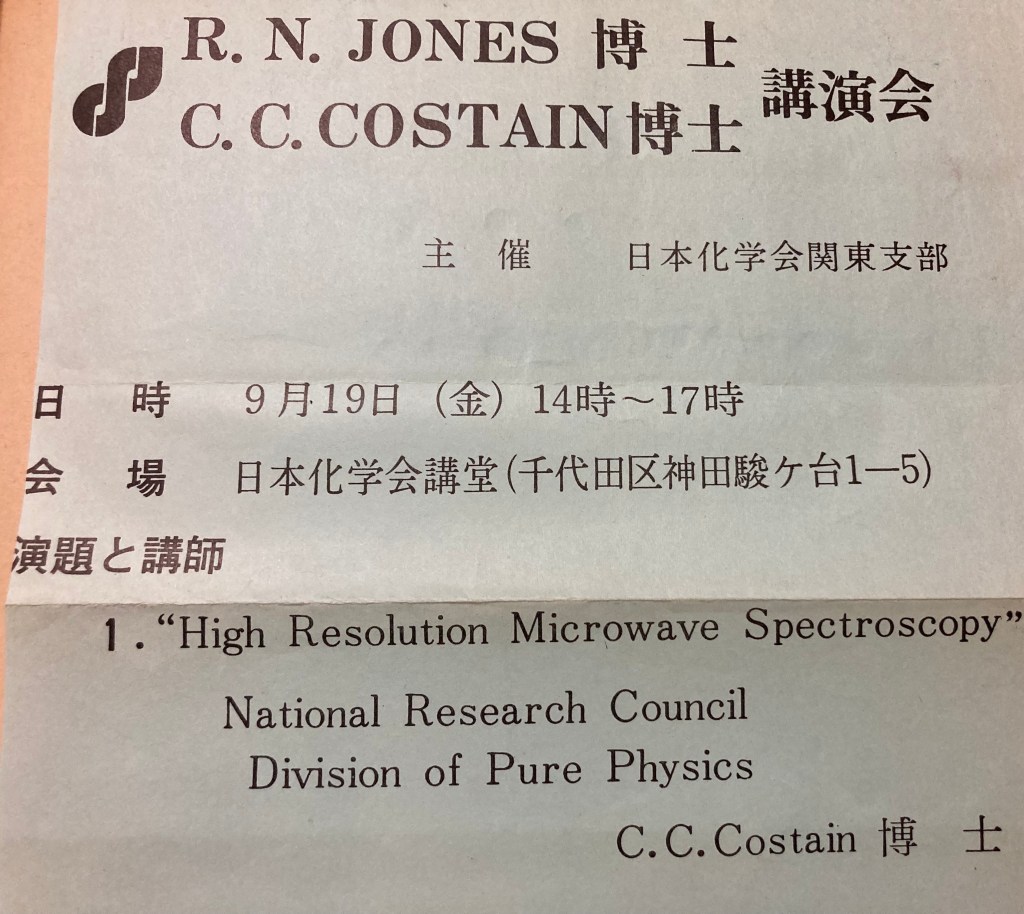 R. N. JONES 博士
C. C. COSTAIN 博士
講演会
主催 日本化学会関東支部
日時 9月19日（金）14時～17時
会場 日本化学会講堂(千代田区神田駿ケ台1―5)
演題と講師
1. “High Resolution Microwave Spectroscopy”
National Research Council
Division of Pure Physics
C. C. Costain 博士